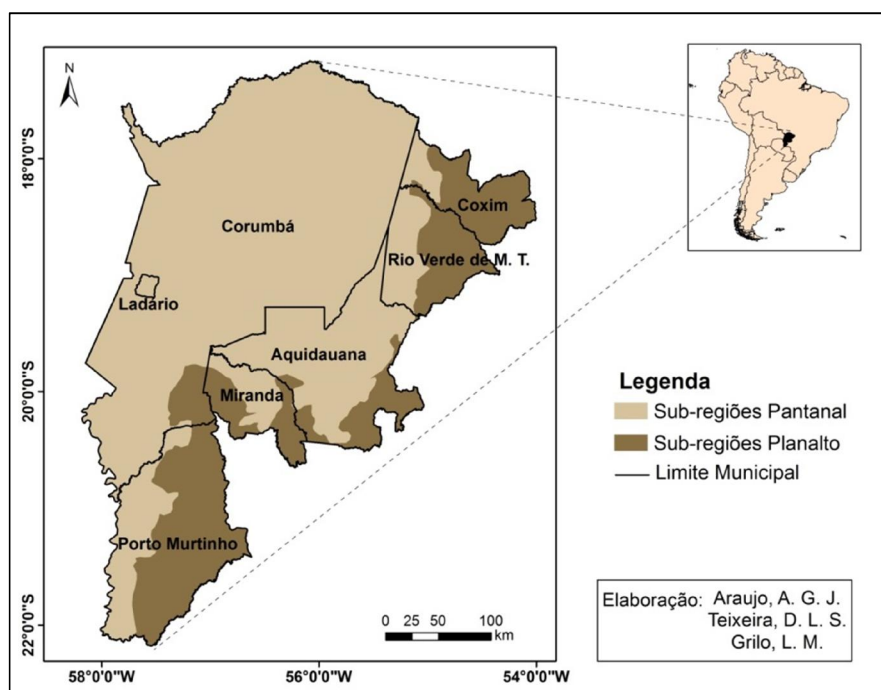 N
18°0'0"S
20°0'0"S
22°0'0"S
Corumbá
Coxim
Rio Verde de M. T.
Ladário
Aquidauana
Miranda
Porto Murtinho
0 25 50 100
km
58°0'0"W 56°0'0"W 54°0'0"W
Legenda
Sub-regiões Pantanal
Sub-regiões Planalto
Limite Municipal
Elaboração: Araujo, A. G. J.
Teixeira, D. L. S.
Grilo, L. M.